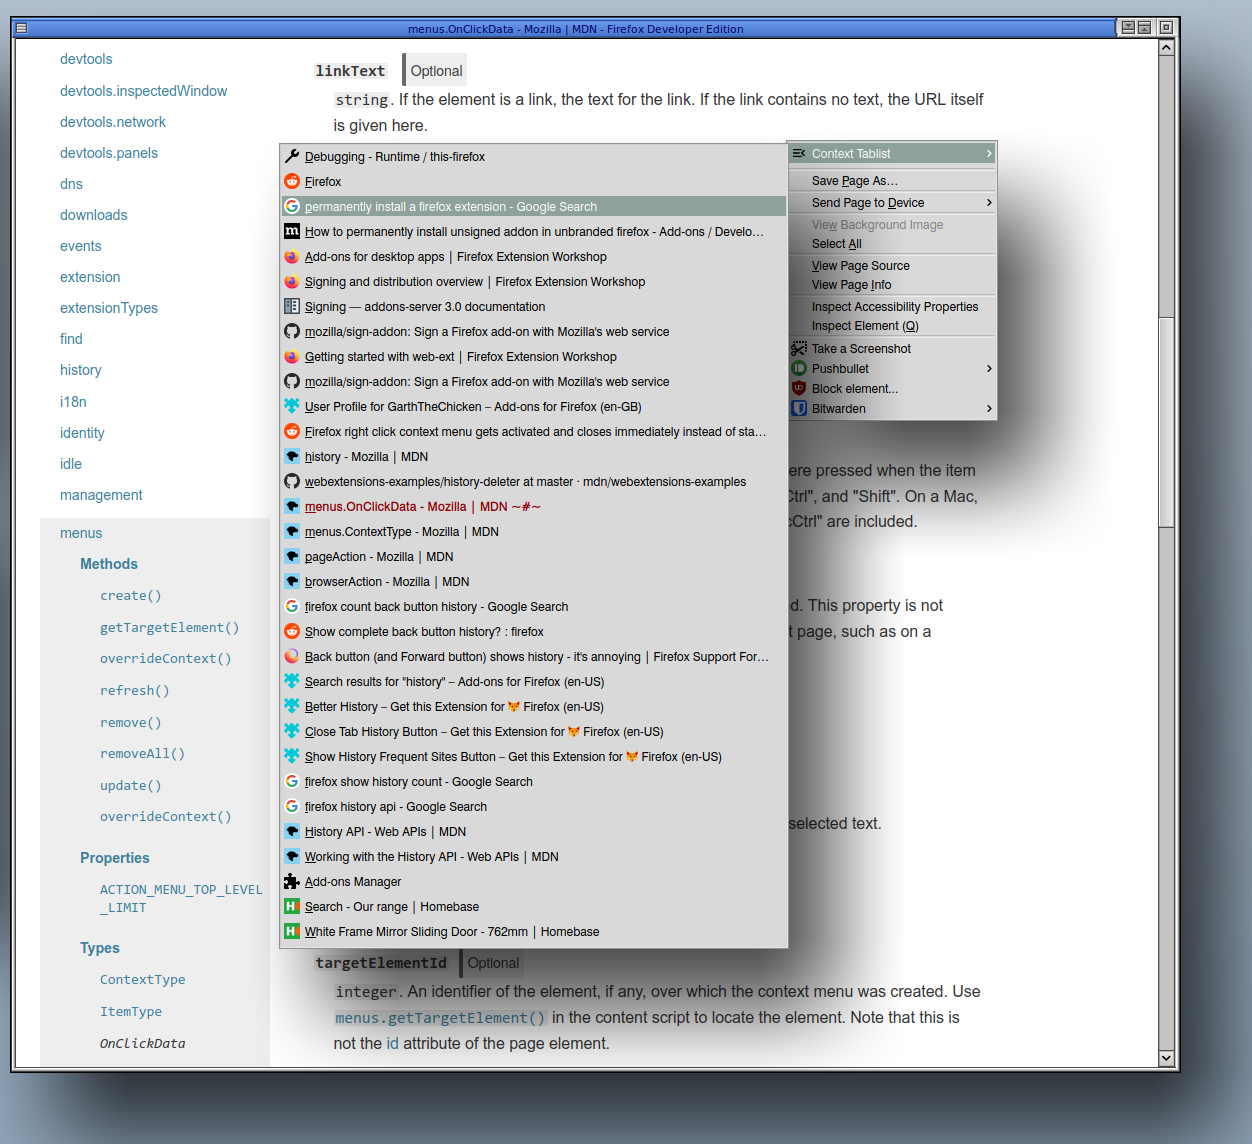 menus.OnClickData - Mozilla | MDN - Firefox Developer Edition
devtools
devtools.inspectedWindow
devtools.network
devtools.panels
dns
downloads
events
extension
extensionTypes
find
history
i18n
identity
idle
management
menus
Methods
create()
getTargetElement()
overrideContext()
refresh()
remove()
removeAll()
update()
overrideContext()
Properties
ACTION_MENU_TOP_LEVEL
_LIMIT
Types
ContextType
ItemType
OnClickData
linkText Optional
string. If the element is a link, the text for the link. If the link contains no text, the URL itself
is given here.
Debugging - Runtime / this-firefox
Firefox
permanently install a firefox extension - Google Search
How to permanently install unsigned addon in unbranded firefox - Add-ons / Develo…
Add-ons for desktop apps | Firefox Extension Workshop
Signing and distribution overview | Firefox Extension Workshop
Signing — addons-server 3.0 documentation
mozilla/sign-addon: Sign a Firefox add-on with Mozilla's web service
Getting started with web-ext | Firefox Extension Workshop
mozilla/sign-addon: Sign a Firefox add-on with Mozilla's web service
User Profile for GarthTheChicken – Add-ons for Firefox (en-GB)
Firefox right click context menu gets activated and closes immediately instead of sta…
history - Mozilla | MDN
webextensions-examples/history-deleter at master · mdn/webextensions-examples
menus.OnClickData - Mozilla | MDN ~#~
menus.ContextType - Mozilla | MDN
pageAction - Mozilla | MDN
browserAction - Mozilla | MDN
firefox count back button history - Google Search
Show complete back button history? : firefox
Back button (and Forward button) shows history - it's annoying | Firefox Support For…
Search results for "history" – Add-ons for Firefox (en-US)
Better History – Get this Extension for 🦊 Firefox (en-US)
Close Tab History Button – Get this Extension for 🦊 Firefox (en-US)
Show History Frequent Sites Button – Get this Extension for 🦊 Firefox (en-US)
firefox show history count - Google Search
firefox history api - Google Search
History API - Web APIs | MDN
Working with the History API - Web APIs | MDN
Add-ons Manager
Search - Our range | Homebase
White Frame Mirror Sliding Door - 762mm | Homebase
Context Tablist
Save Page As…
Send Page to Device
View Background Image
Select All
View Page Source
View Page Info
Inspect Accessibility Properties
Inspect Element (Q)
Take a Screenshot
Pushbullet
Block element...
Bitwarden
ere pressed when the item
Ctrl", and "Shift". On a Mac,
cCtrl" are included.
d. This property is not
t page, such as on a
selected text.
targetElementId Optional
integer. An identifier of the element, if any, over which the context menu was created. Use
menus.getTargetElement() in the content script to locate the element. Note that this is
not the id attribute of the page element.